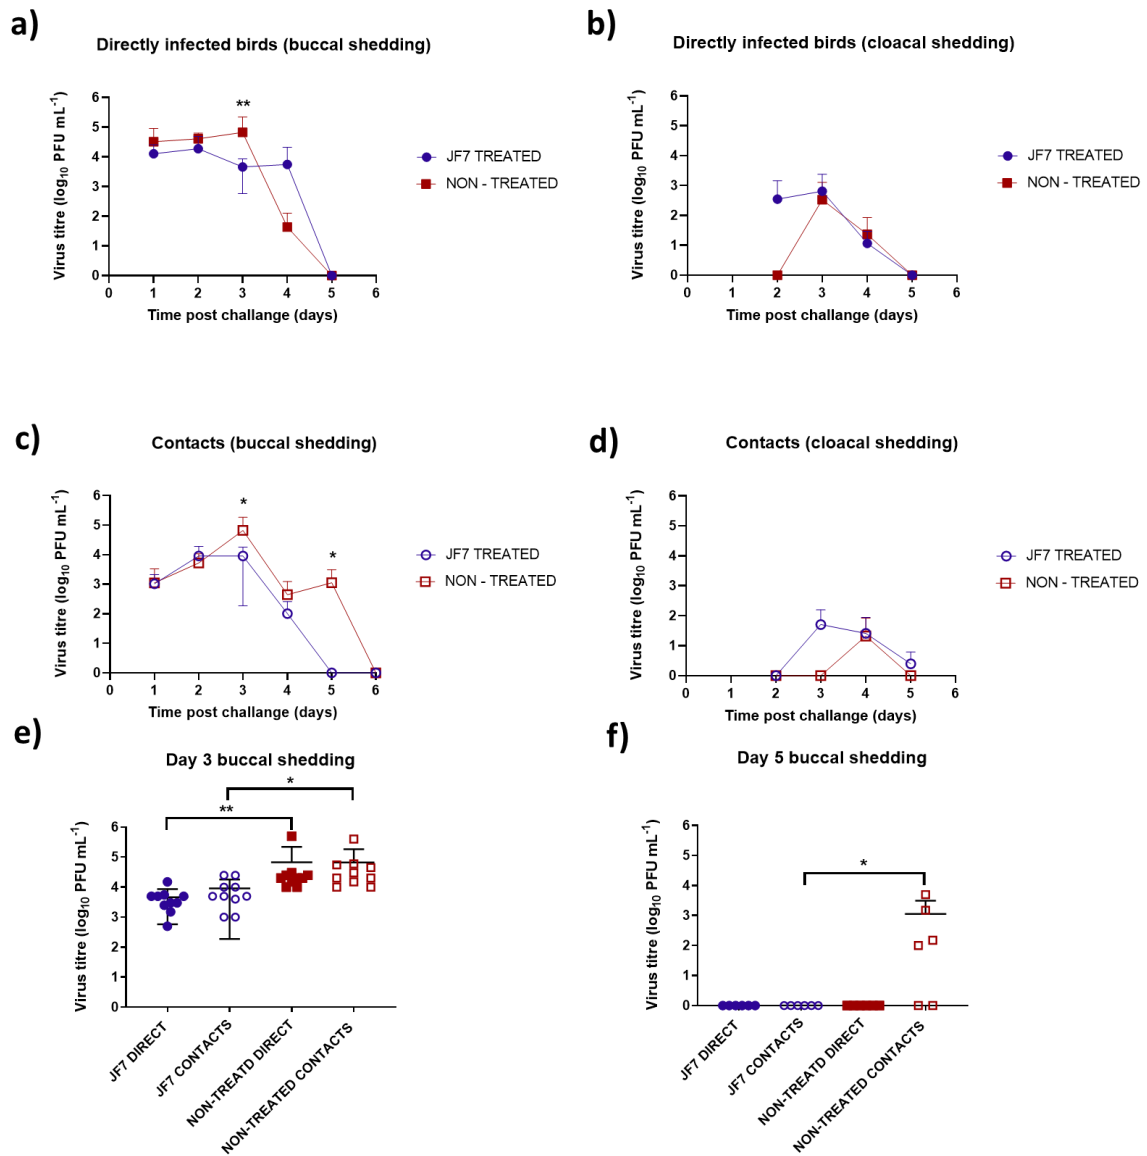 a)
Directly infected birds (buccal shedding)
Virus titre (log10 PFU mL-1)
6
5
4
3
2
1
0
**
0 1 2 3 4 5 6
Time post challange (days)
JF7 TREATED
NON - TREATED
b)
Directly infected birds (cloacal shedding)
Virus titre (log10 PFU mL-1)
6
5
4
3
2
1
0
0 1 2 3 4 5 6
Time post challange (days)
JF7 TREATED
NON - TREATED
c)
Contacts (buccal shedding)
Virus titre (log10 PFU mL-1)
6
5
4
3
2
1
0
*
*
0 1 2 3 4 5 6
Time post challange (days)
JF7 TREATED
NON - TREATED
d)
Contacts (cloacal shedding)
Virus titre (log10 PFU mL-1)
6
5
4
3
2
1
0
0 1 2 3 4 5 6
Time post challange (days)
JF7 TREATED
NON - TREATED
e)
Day 3 buccal shedding
Virus titre (log10 PFU mL-1)
6
5
4
3
2
1
0
*
**
JF7 DIRECT
JF7 CONTACTS
NON-TREATD DIRECT
NON-TREATED CONTACTS
f)
Day 5 buccal shedding
Virus titre (log10 PFU mL-1)
6
5
4
3
2
1
0
*
JF7 DIRECT
JF7 CONTACTS
NON-TREATED DIRECT
NON-TREATED CONTACTS